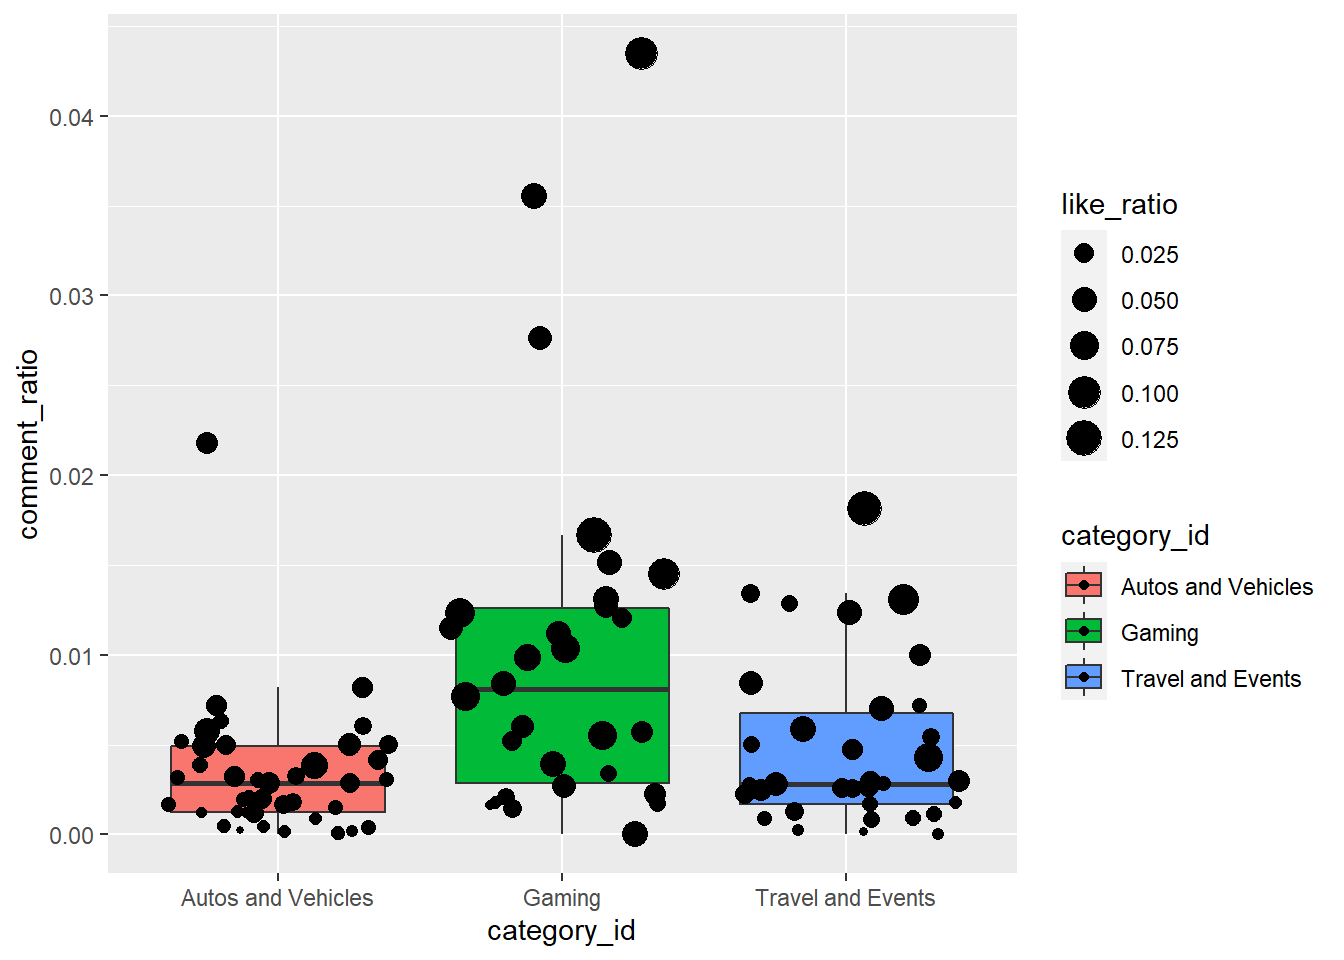 comment_ratio
0.04
0.03
0.02
0.01
0.00
Autos and Vehicles
Gaming
Travel and Events
category_id
like_ratio
0.025
0.050
0.075
0.100
0.125
category_id
Autos and Vehicles
Gaming
Travel and Events